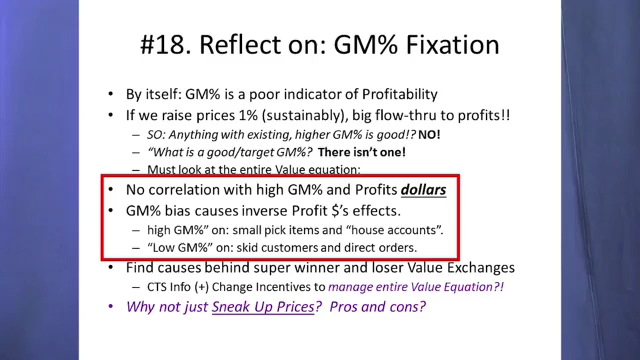 #18. Reflect on: GM% Fixation
• By itself: GM% is a poor indicator of Profitability
• If we raise prices 1% (sustainably), big flow-thru to profits!!
– SO: Anything with existing, higher GM% is good!? NO!
– "What is a good/target GM%? There isn't one!
– Must look at the entire Value equation:
• No correlation with high GM% and Profits dollars
• GM% bias causes inverse Profit $'s effects.
– high GM%" on: small pick items and "house accounts".
– "Low GM%" on: skid customers and direct orders.
• Find causes behind super winner and loser Value Exchanges
– CTS Info (+) Change Incentives to manage entire Value Equation?!
• Why not just Sneak Up Prices? Pros and cons?